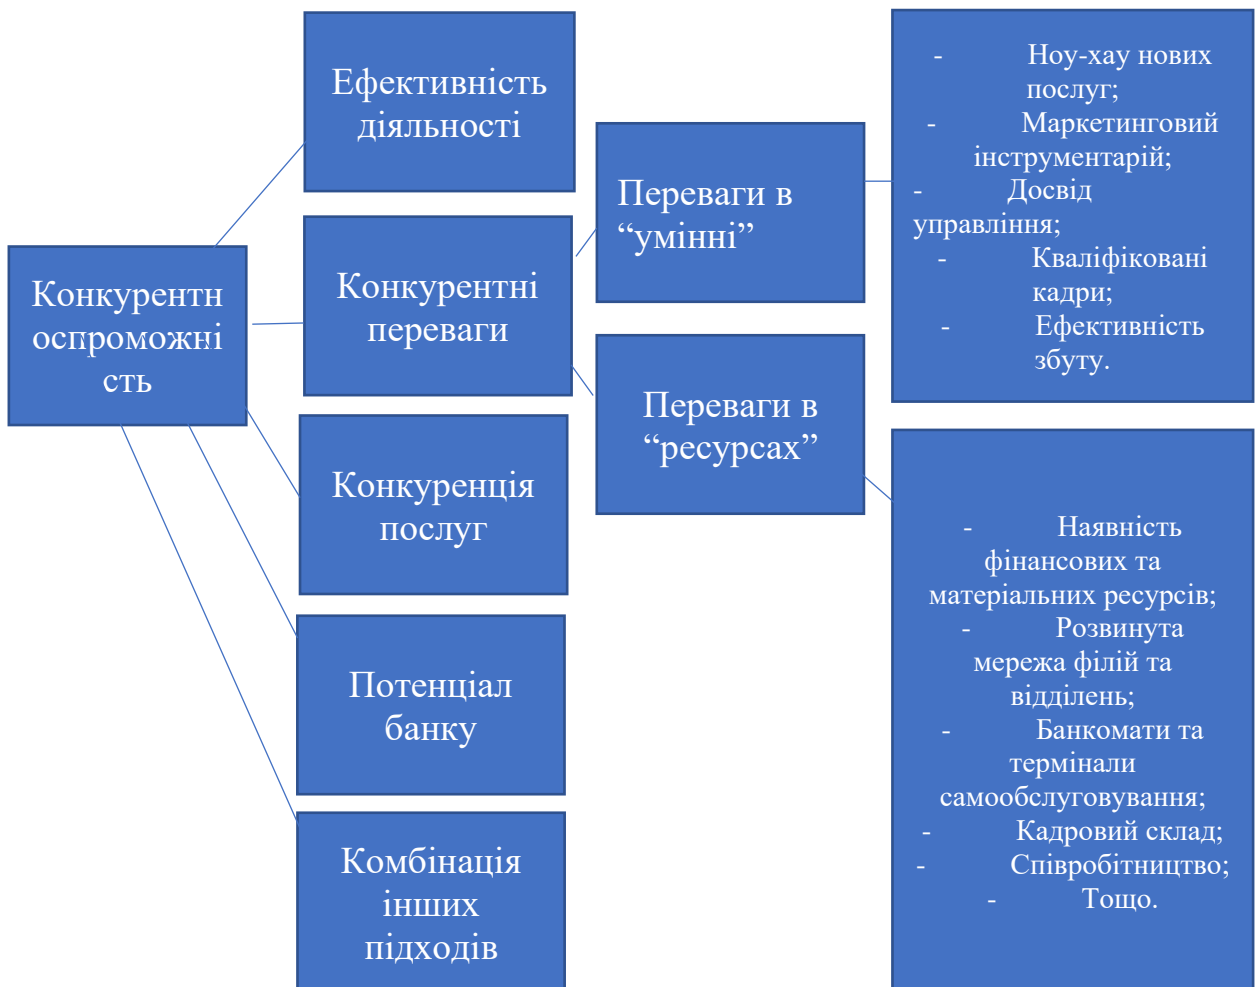 Конкурентн
оспроможні
сть
Ефективність
діяльності
Конкурентні
переваги
Конкуренція
послуг
Потенціал
банку
Комбінація
інших
підходів
Переваги в
“умінні”
Переваги в
“ресурсах”
- Ноу-хау нових
послуг;
- Маркетинговий
інструментарій;
- Досвід
управління;
- Кваліфіковані
кадри;
- Ефективність
збуту.
- Наявність
фінансових та
матеріальних ресурсів;
- Розвинута
мережа філій та
відділень;
- Банкомати та
термінали
самообслуговування;
- Кадровий склад;
- Співробітництво;
- Тощо.